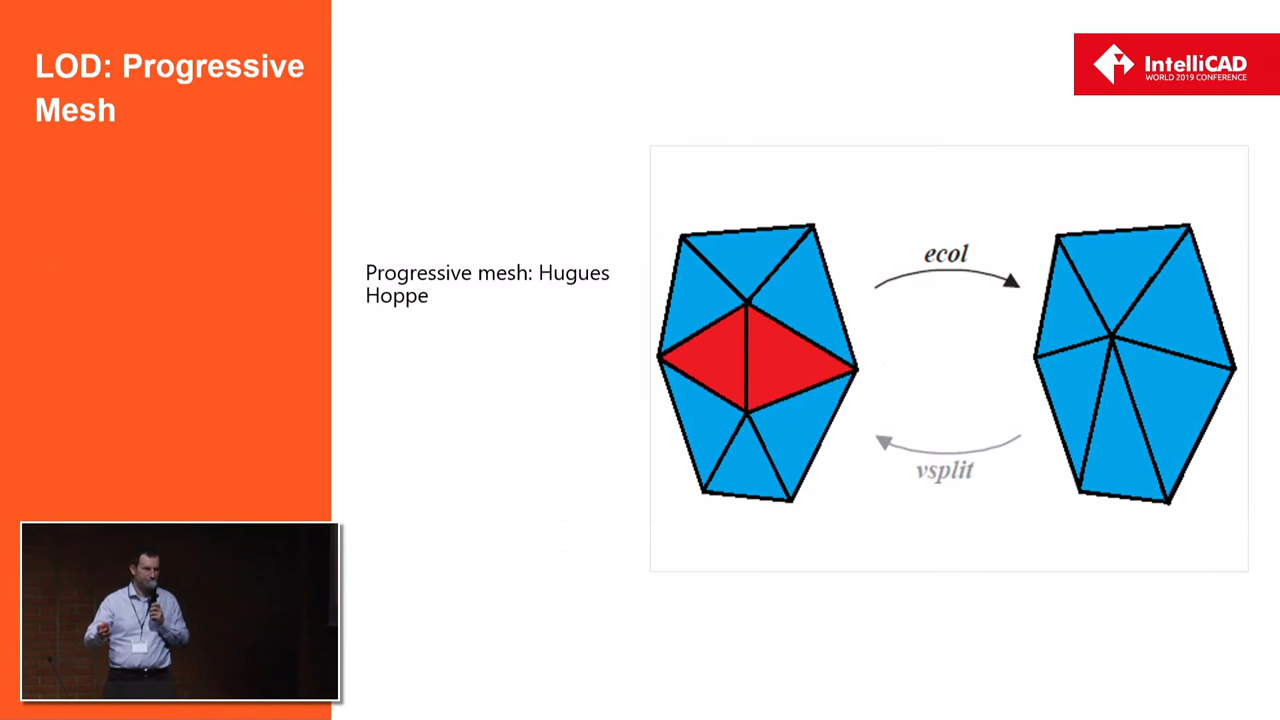 LOD: Progressive
Mesh
IntelliCAD
WORLD 2019 CONFERENCE
Progressive mesh: Hugues
Hoppe
ecol
vsplit